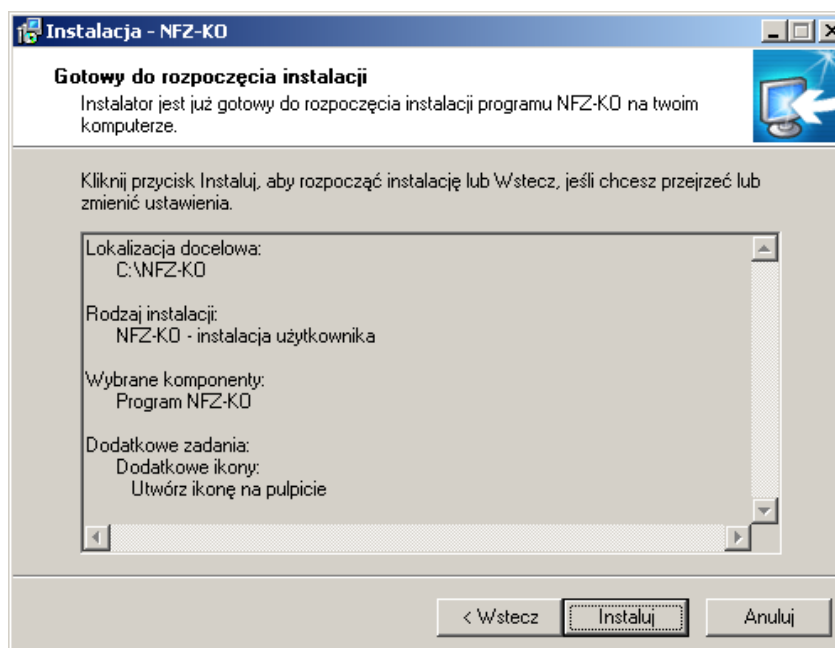 Instalacja - NFZ-KO
Gotowy do rozpoczęcia instalacji
Instalator jest już gotowy do rozpoczęcia instalacji programu NFZ-KO na twoim
komputerze.
Kliknij przycisk Instaluj, aby rozpocząć instalację lub Wstecz, jeśli chcesz przejrzeć lub
zmienić ustawienia.
Lokalizacja docelowa:
C:\NFZ-KO
Rodzaj instalacji:
NFZ-KO - instalacja użytkownika
Wybrane komponenty:
Program NFZ-KO
Dodatkowe zadania:
Dodatkowe ikony:
Utwórz ikonę na pulpicie
< Wstecz
Instaluj
Anuluj